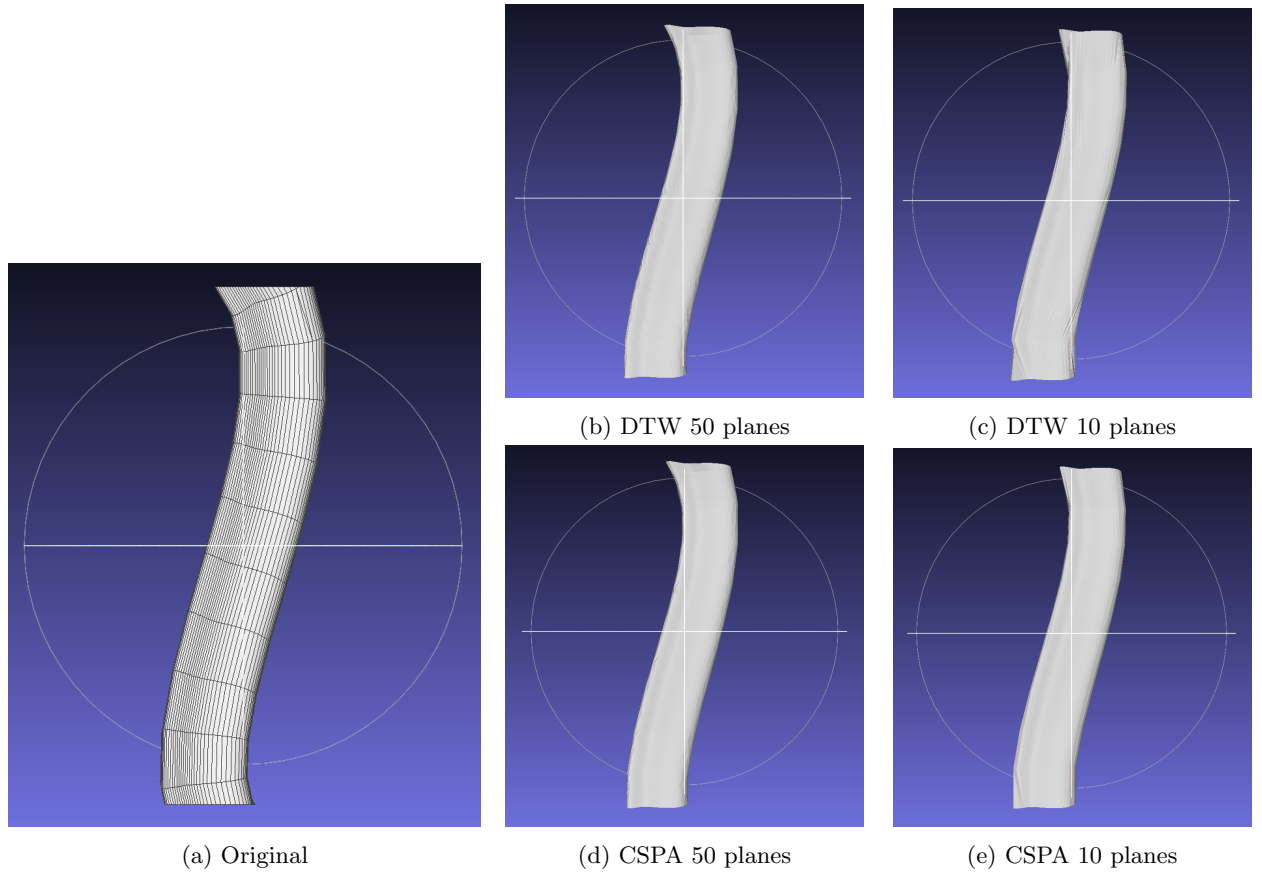 (b) DTW 50 planes
(c) DTW 10 planes
(a) Original
(d) CSPA 50 planes
(e) CSPA 10 planes